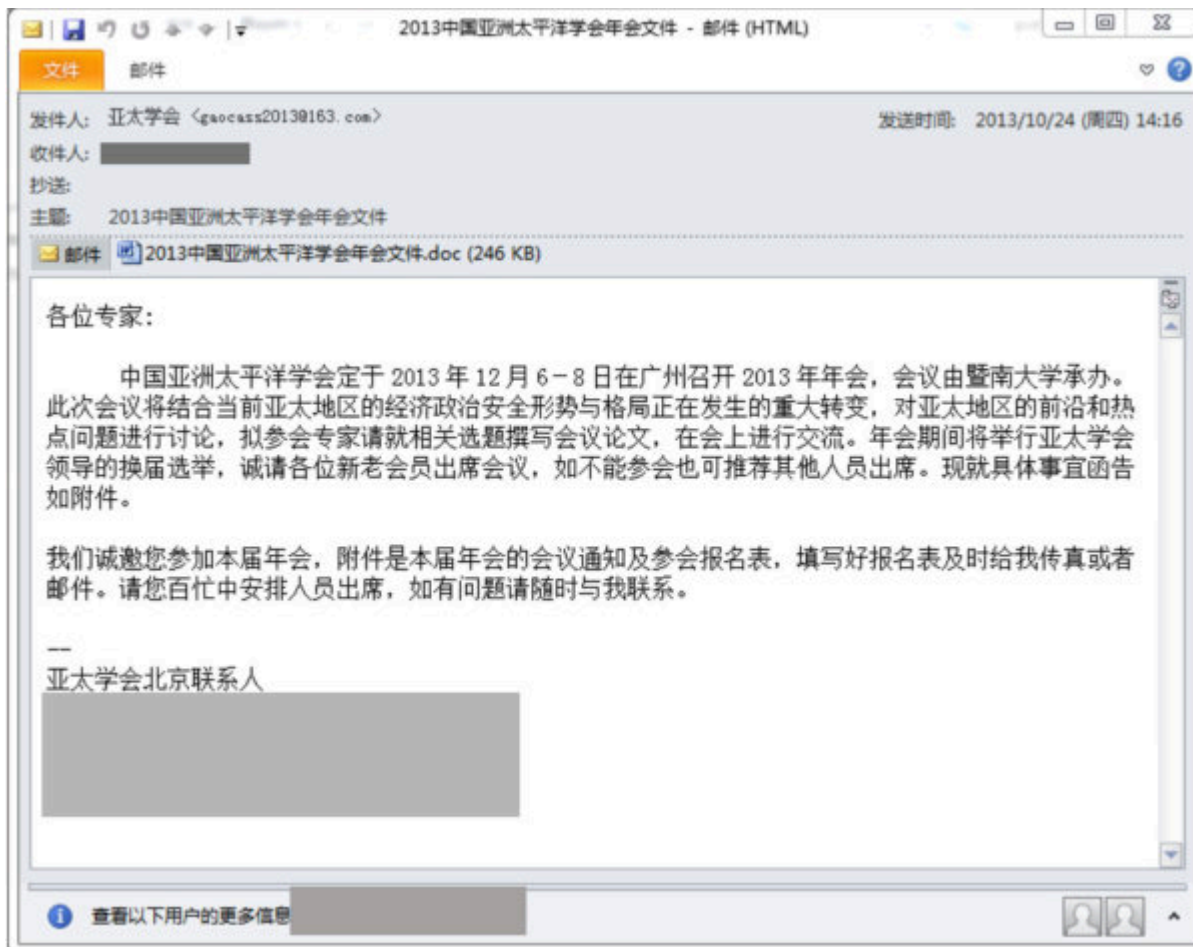 2013中国亚洲太平洋学会年会文件 - 邮件 (HTML)
文件 邮件
发件人: 亚太学会 <gaocass2013@163.com> 发送时间: 2013/10/24 (周四) 14:16
收件人:
抄送:
主题: 2013中国亚洲太平洋学会年会文件
邮件 2013中国亚洲太平洋学会年会文件.doc (246 KB)
各位专家：
中国亚洲太平洋学会定于 2013 年 12 月 6－8 日在广州召开 2013 年年会，会议由暨南大学承办。
此次会议将结合当前亚太地区的经济政治安全形势与格局正在发生的重大转变，对亚太地区的前沿和热
点问题进行讨论，拟参会专家请就相关选题撰写会议论文，在会上进行交流。年会期间将举行亚太学会
领导的换届选举，诚请各位新老会员出席会议，如不能参会也可推荐其他人员出席。现就具体事宜函告
如附件。
我们诚邀您参加本届年会，附件是本届年会的会议通知及参会报名表，填写好报名表及时给我传真或者
邮件。请您百忙中安排人员出席，如有问题请随时与我联系。
--
亚太学会北京联系人
查看以下用户的更多信息